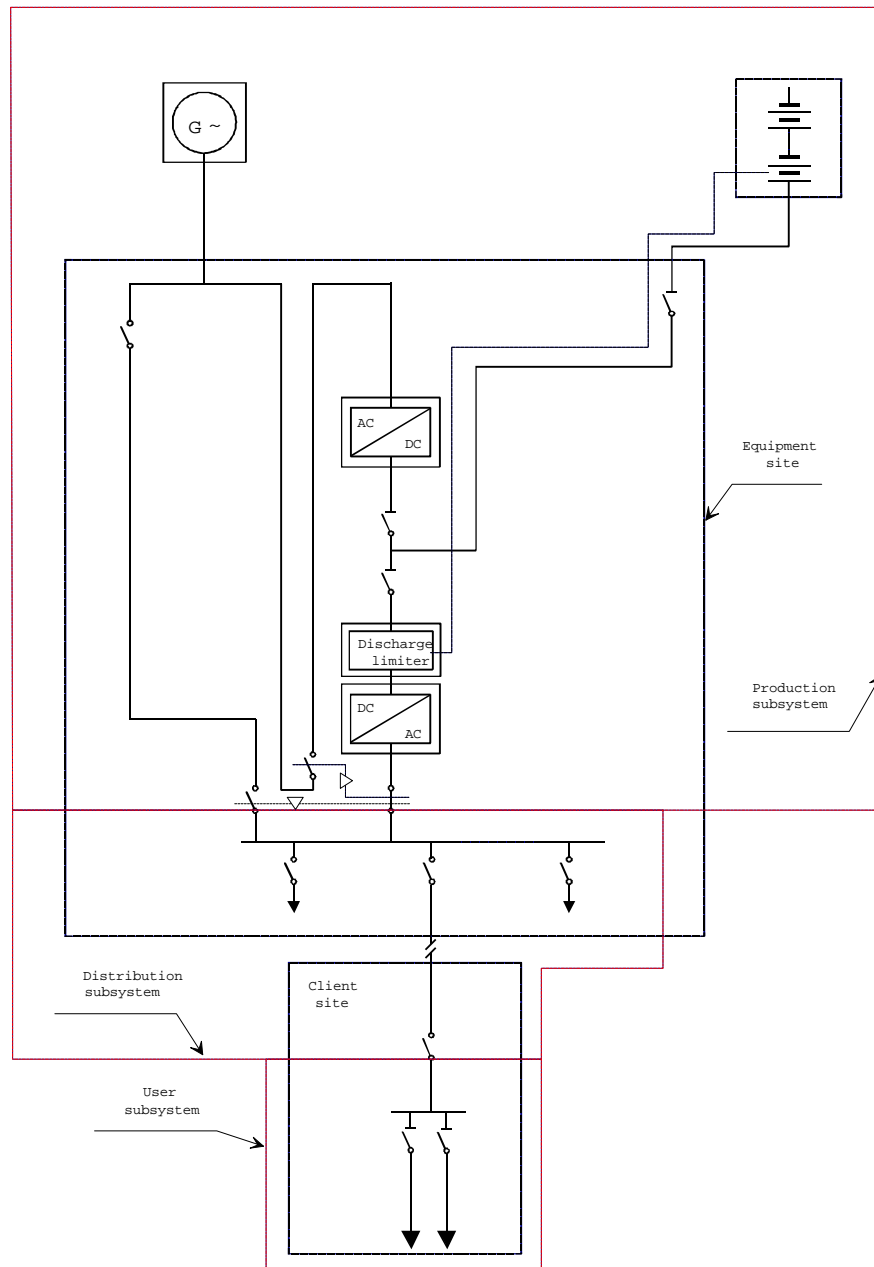 G ~
AC
DC
Equipment
site
Discharge
limiter
Production
subsystem
DC
AC
Distribution
subsystem
Client
site
User
subsystem